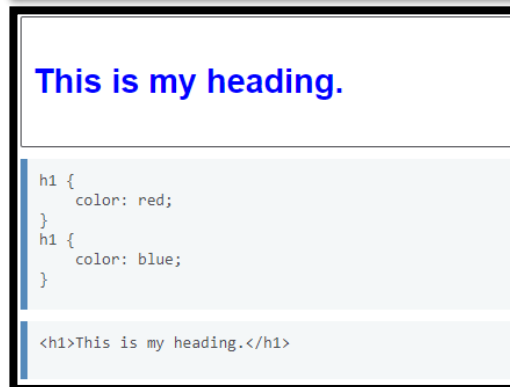 This is my heading.
h1 {
    color: red;
}
h1 {
    color: blue;
}
<h1>This is my heading.</h1>